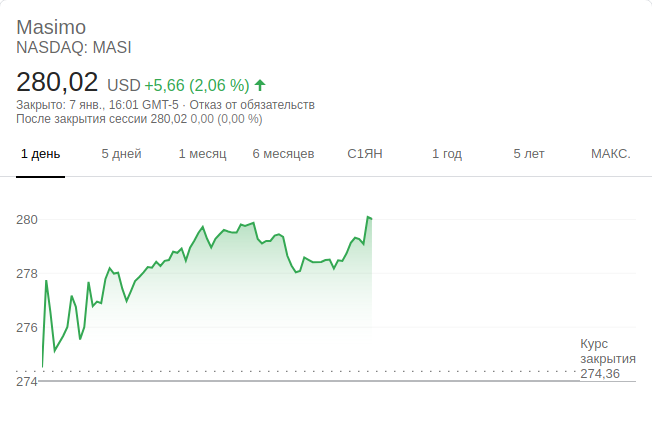 Masimo
NASDAQ: MASI
280,02 USD +5,66 (2,06 %)
Закрыто: 7 янв., 16:01 GMT-5 · Отказ от обязательств
После закрытия сессии 280,02 0,00 (0,00 %)
1 день 5 дней 1 месяц 6 месяцев С1ЯН 1 год 5 лет МАКС.
280
278
276
Курс
закрытия
274,36
274